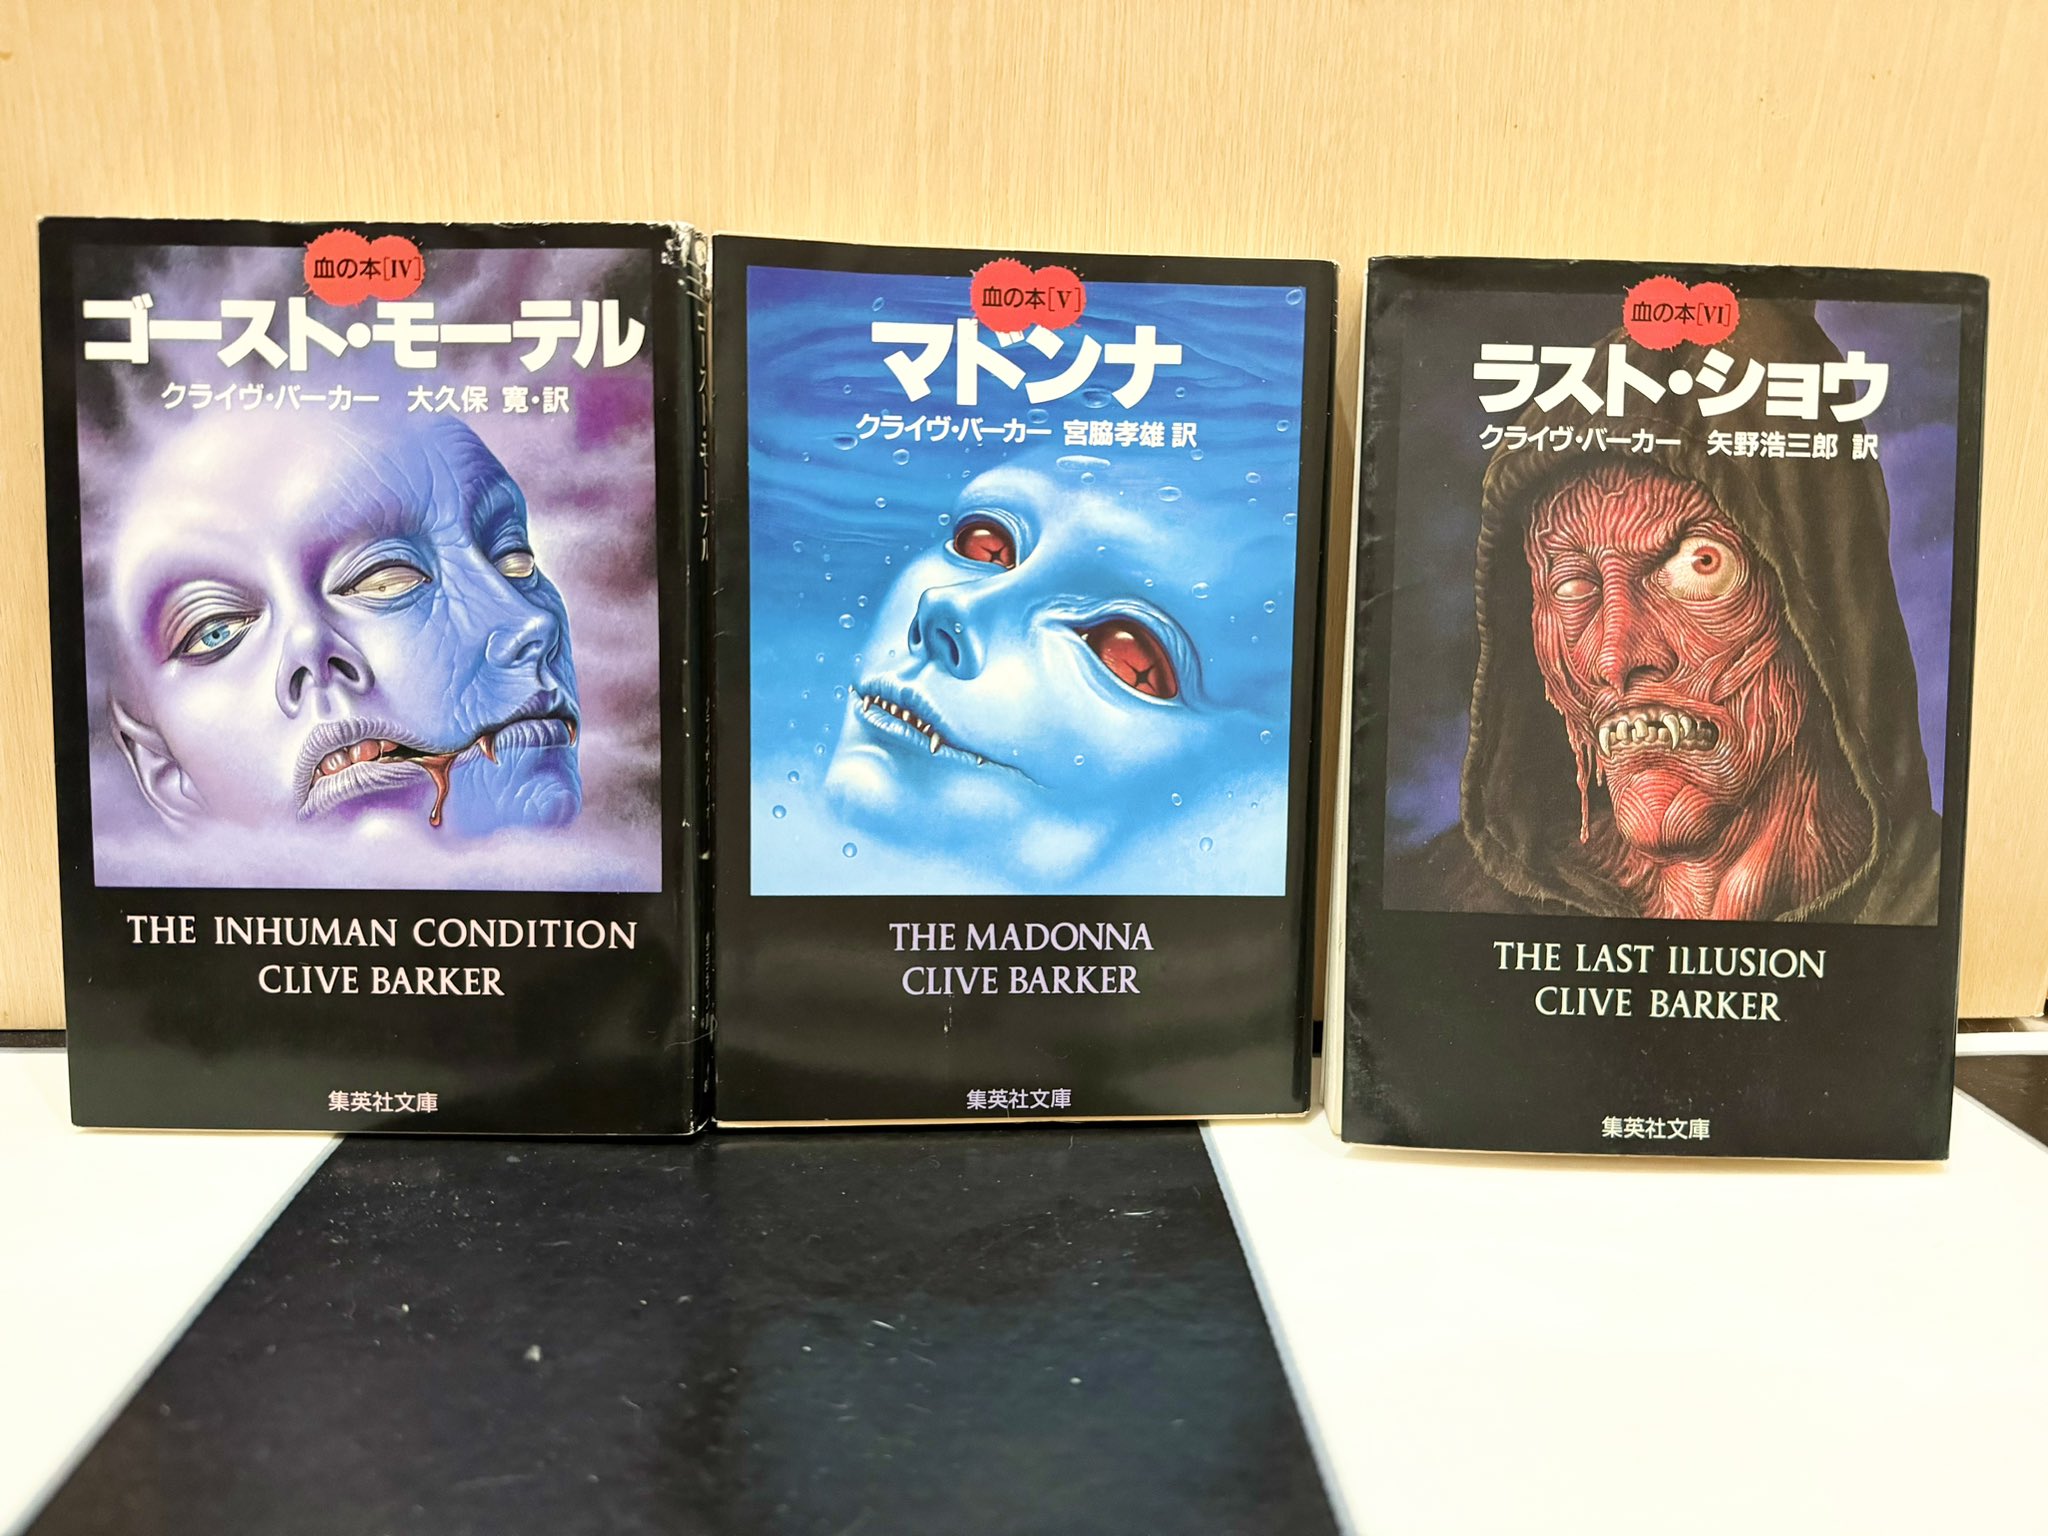 血の本[IV]
ゴースト・モーテル
クライヴ・バーカー 大久保 寛・訳
THE INHUMAN CONDITION
CLIVE BARKER
集英社文庫
血の本[V]
マドンナ
クライヴ・バーカー 宮脇孝雄 訳
THE MADONNA
CLIVE BARKER
集英社文庫
血の本[VI]
ラスト・ショウ
クライヴ・バーカー 矢野浩三郎 訳
THE LAST ILLUSION
CLIVE BARKER
集英社文庫